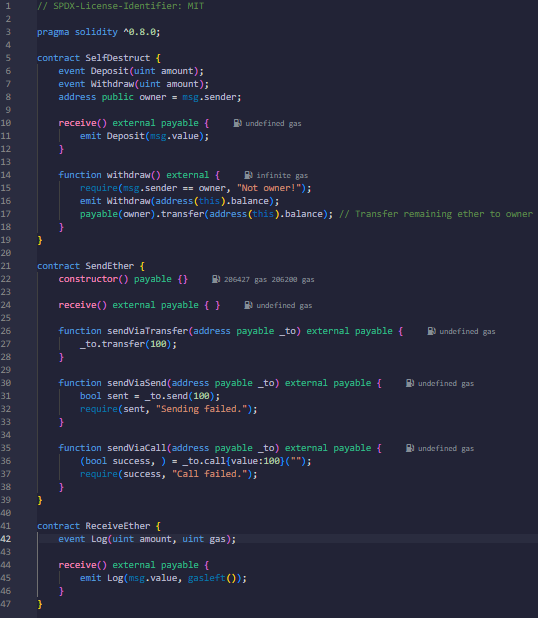 1 // SPDX-License-Identifier: MIT
2
3 pragma solidity ^0.8.0;
4
5 contract SelfDestruct {
6 event Deposit(uint amount);
7 event Withdraw(uint amount);
8 address public owner = msg.sender;
9
10 receive() external payable { undefined gas
11 emit Deposit(msg.value);
12 }
13
14 function withdraw() external { infinite gas
15 require(msg.sender == owner, "Not owner!");
16 emit Withdraw(address(this).balance);
17 payable(owner).transfer(address(this).balance); // Transfer remaining ether to owner
18 }
19 }
20
21 contract SendEther {
22 constructor() payable {} 206427 gas 206200 gas
23
24 receive() external payable { } undefined gas
25
26 function sendViaTransfer(address payable _to) external payable { undefined gas
27 _to.transfer(100);
28 }
29
30 function sendViaSend(address payable _to) external payable { undefined gas
31 bool sent = _to.send(100);
32 require(sent, "Sending failed.");
33 }
34
35 function sendViaCall(address payable _to) external payable { undefined gas
36 (bool success, ) = _to.call{value:100}("");
37 require(success, "Call failed.");
38 }
39 }
40
41 contract ReceiveEther {
42 event Log(uint amount, uint gas);
43
44 receive() external payable {
45 emit Log(msg.value, gasleft());
46 }
47 }